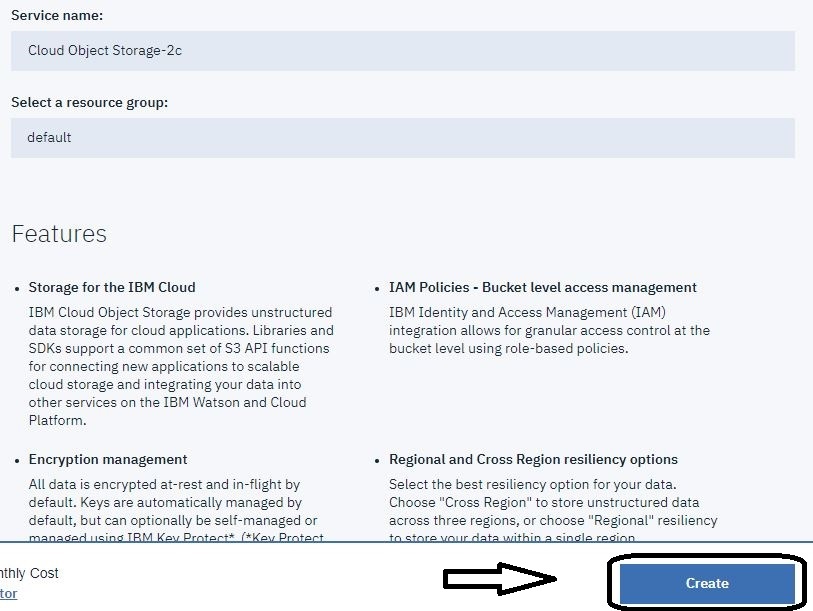 Service name:
Cloud Object Storage-2c
Select a resource group:
default
Features
Storage for the IBM Cloud
IBM Cloud Object Storage provides unstructured
data storage for cloud applications. Libraries and
SDKs support a common set of S3 API functions
for connecting new applications to scalable
cloud storage and integrating your data into
other services on the IBM Watson and Cloud
Platform.
IAM Policies - Bucket level access management
IBM Identity and Access Management (IAM)
integration allows for granular access control at the
bucket level using role-based policies.
Encryption management
All data is encrypted at-rest and in-flight by
default. Keys are automatically managed by
default, but can optionally be self-managed or
managed using IBM Key Protect* (*Key Protect
Regional and Cross Region resiliency options
Select the best resiliency option for your data.
Choose "Cross Region" to store unstructured data
across three regions, or choose "Regional" resiliency
to store your data within a single region.
nthly Cost
tor
Create